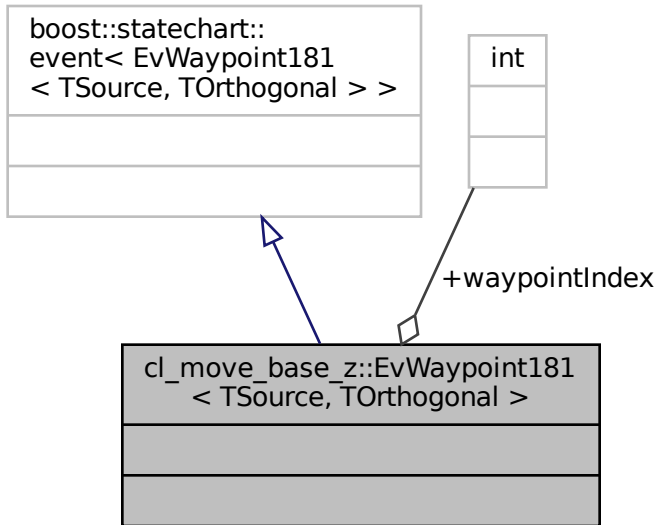 boost::statechart::
event< EvWaypoint181
< TSource, TOrthogonal > >
int
+waypointIndex
cl_move_base_z::EvWaypoint181
< TSource, TOrthogonal >